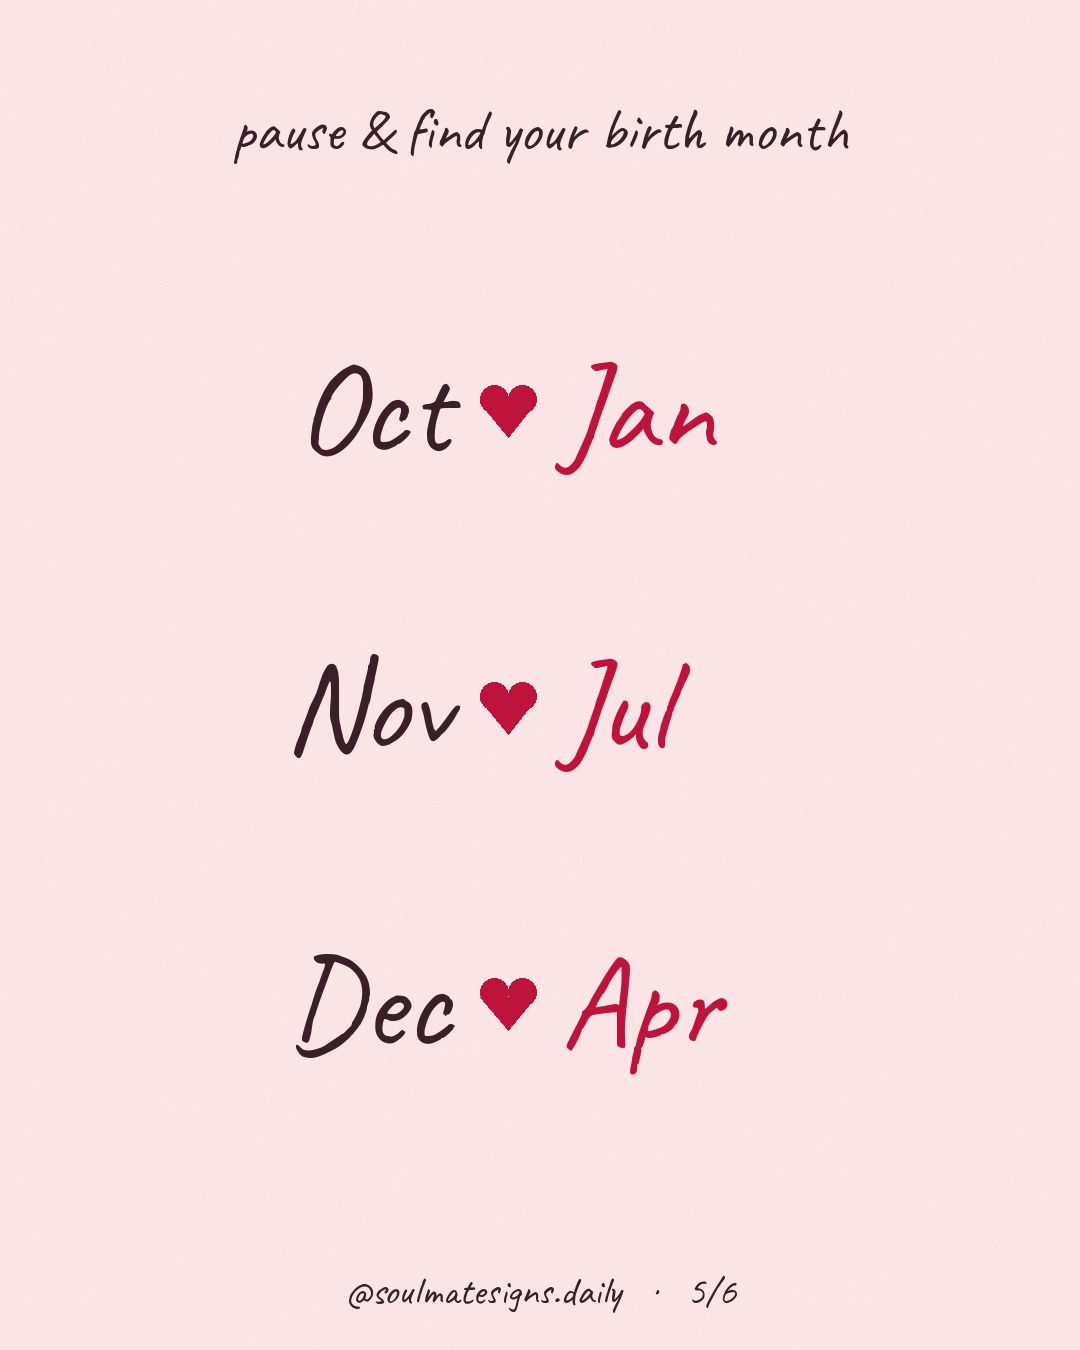 pause & find your birth month
Oct ♥ Jan
Nov ♥ Jul
Dec ♥ Apr
@soulmatesigns.daily · 5/6